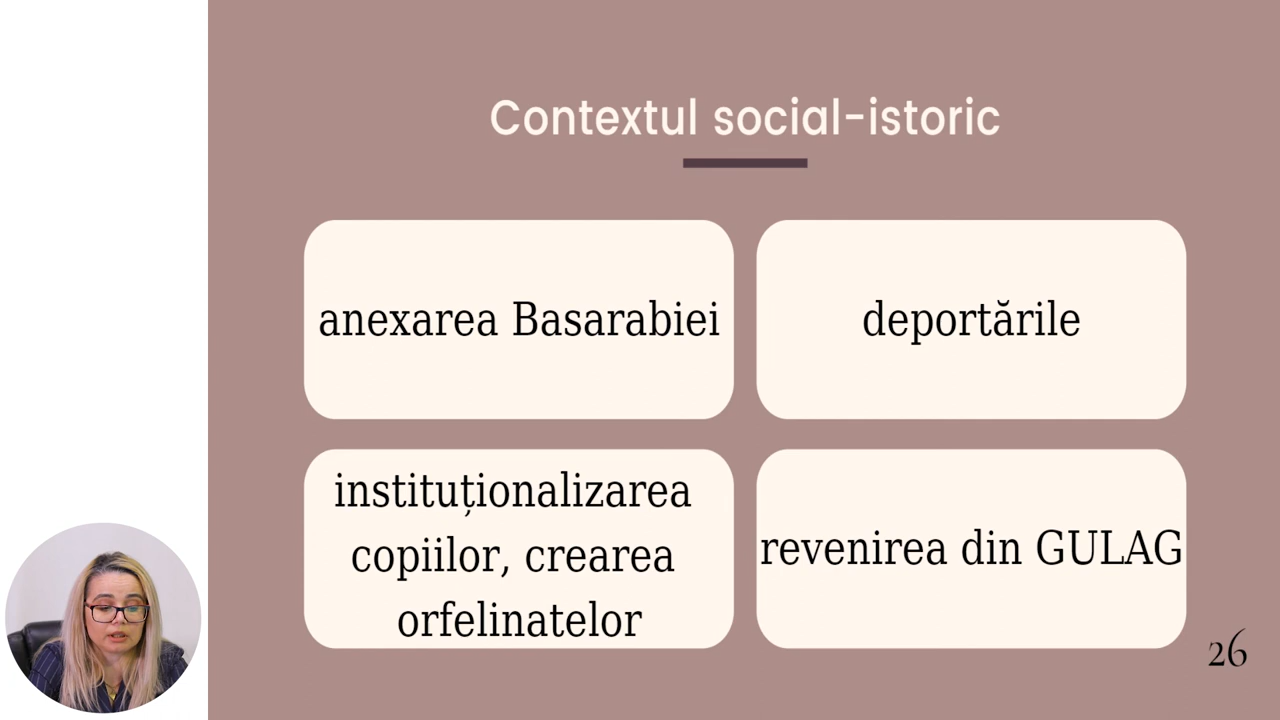 Contextul social-istoric
anexarea Basarabiei
deportările
instituționalizarea
copiilor, crearea
orfelinatelor
revenirea din GULAG
26